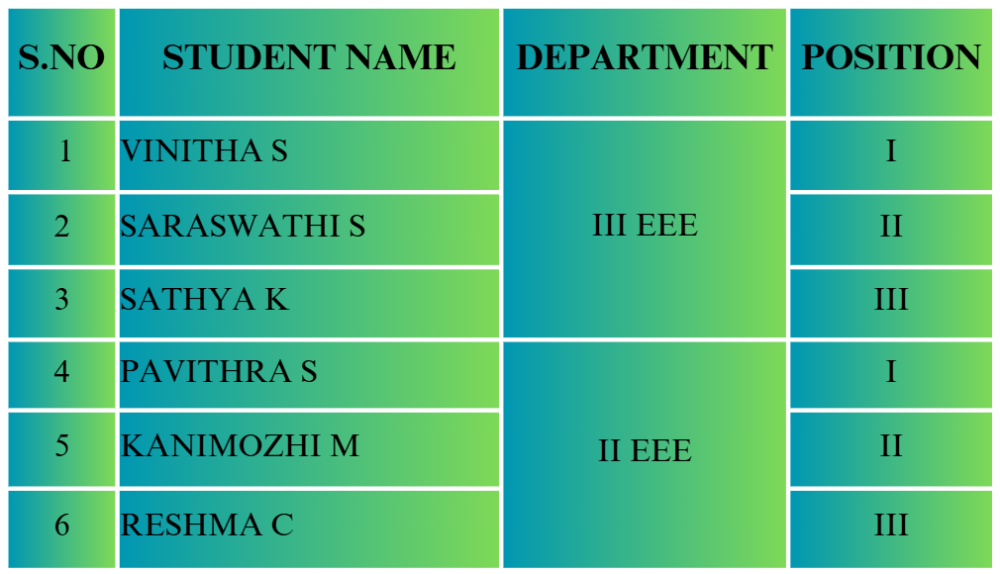 S.NO STUDENT NAME DEPARTMENT POSITION
1 VINITHA S I
2 SARASWATHI S III EEE II
3 SATHYA K III
4 PAVITHRA S I
5 KANIMOZHI M II
II EEE
6 RESHMA C III